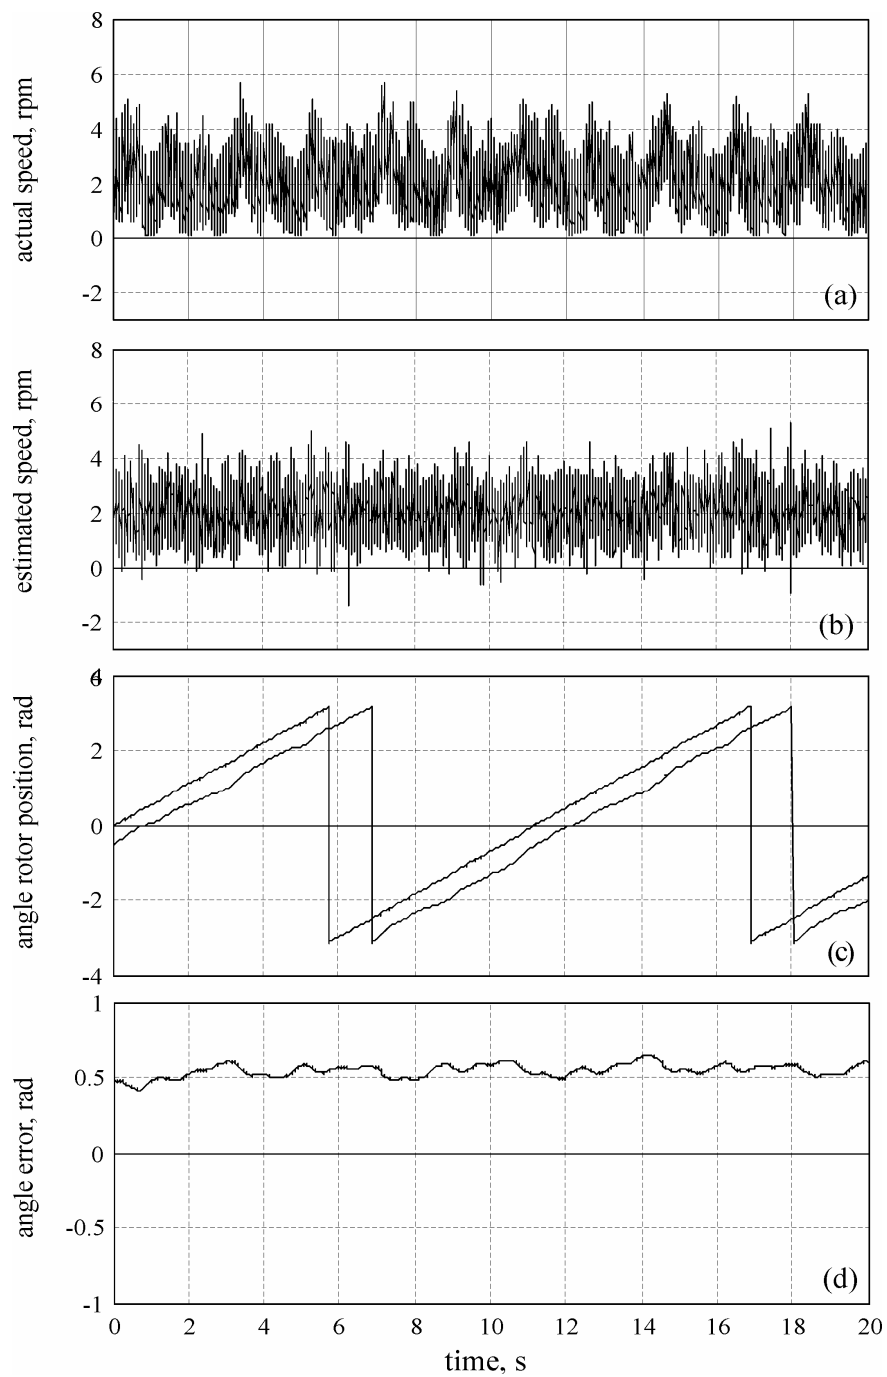 8
6
4
2
0
-2
actual speed, rpm
(a)
8
6
4
2
0
-2
estimated speed, rpm
(b)
4
2
0
-2
-4
angle rotor position, rad
(c)
1
0.5
0
-0.5
-1
angle error, rad
(d)
0 2 4 6 8 10 12 14 16 18 20
time, s